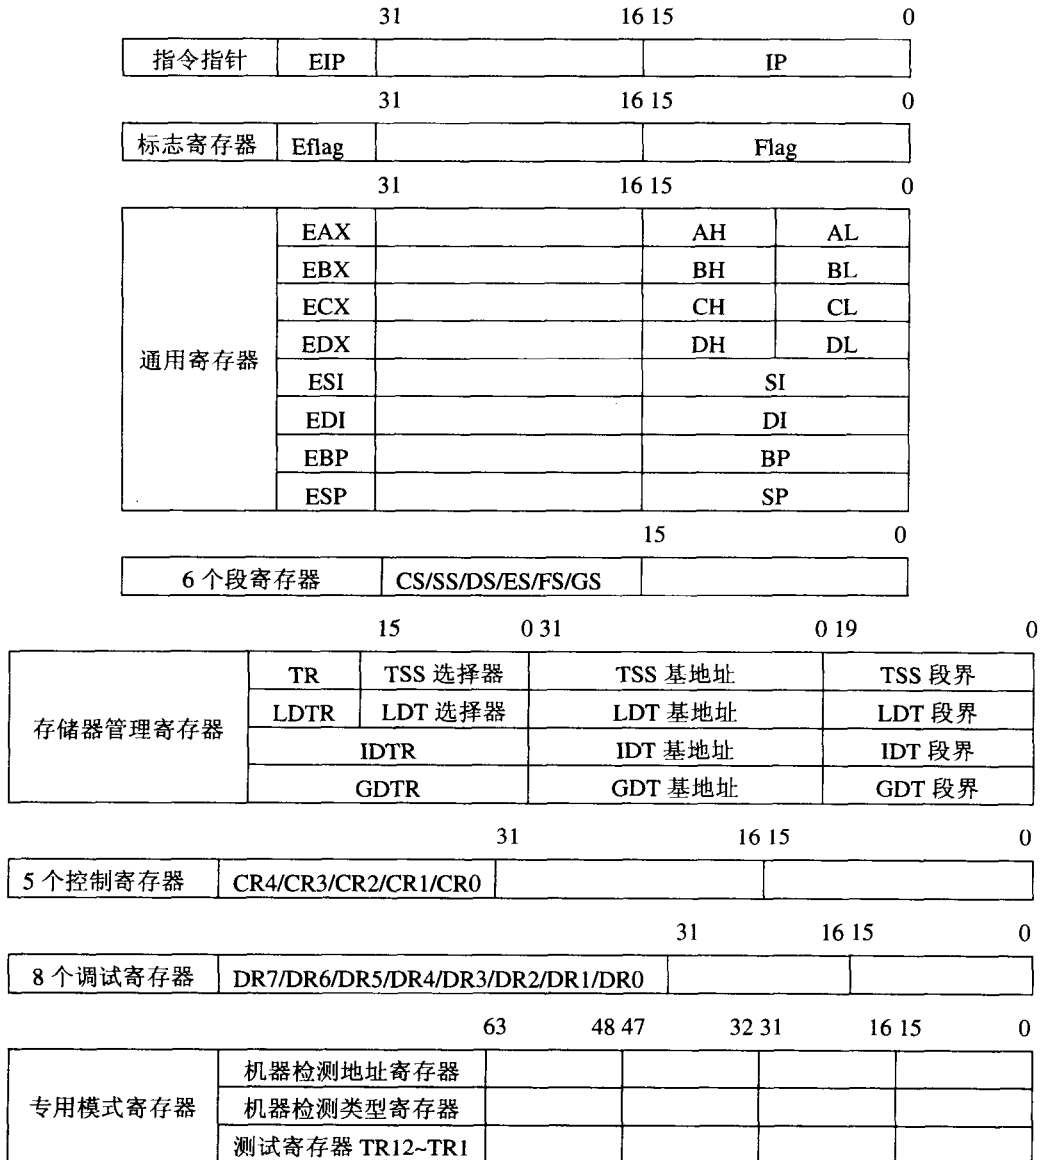 31 16 15 0
指令指针 EIP IP
31 16 15 0
标志寄存器 Eflag Flag
31 16 15 0
通用寄存器
EAX AH AL
EBX BH BL
ECX CH CL
EDX DH DL
ESI SI
EDI DI
EBP BP
ESP SP
15 0
6 个段寄存器 CS/SS/DS/ES/FS/GS
15 0 31 0 19 0
存储器管理寄存器
TR TSS 选择器 TSS 基地址 TSS 段界
LDTR LDT 选择器 LDT 基地址 LDT 段界
IDTR IDT 基地址 IDT 段界
GDTR GDT 基地址 GDT 段界
31 16 15 0
5 个控制寄存器 CR4/CR3/CR2/CR1/CR0
31 16 15 0
8 个调试寄存器 DR7/DR6/DR5/DR4/DR3/DR2/DR1/DR0
63 48 47 32 31 16 15 0
专用模式寄存器
机器检测地址寄存器
机器检测类型寄存器
测试寄存器 TR12~TR1